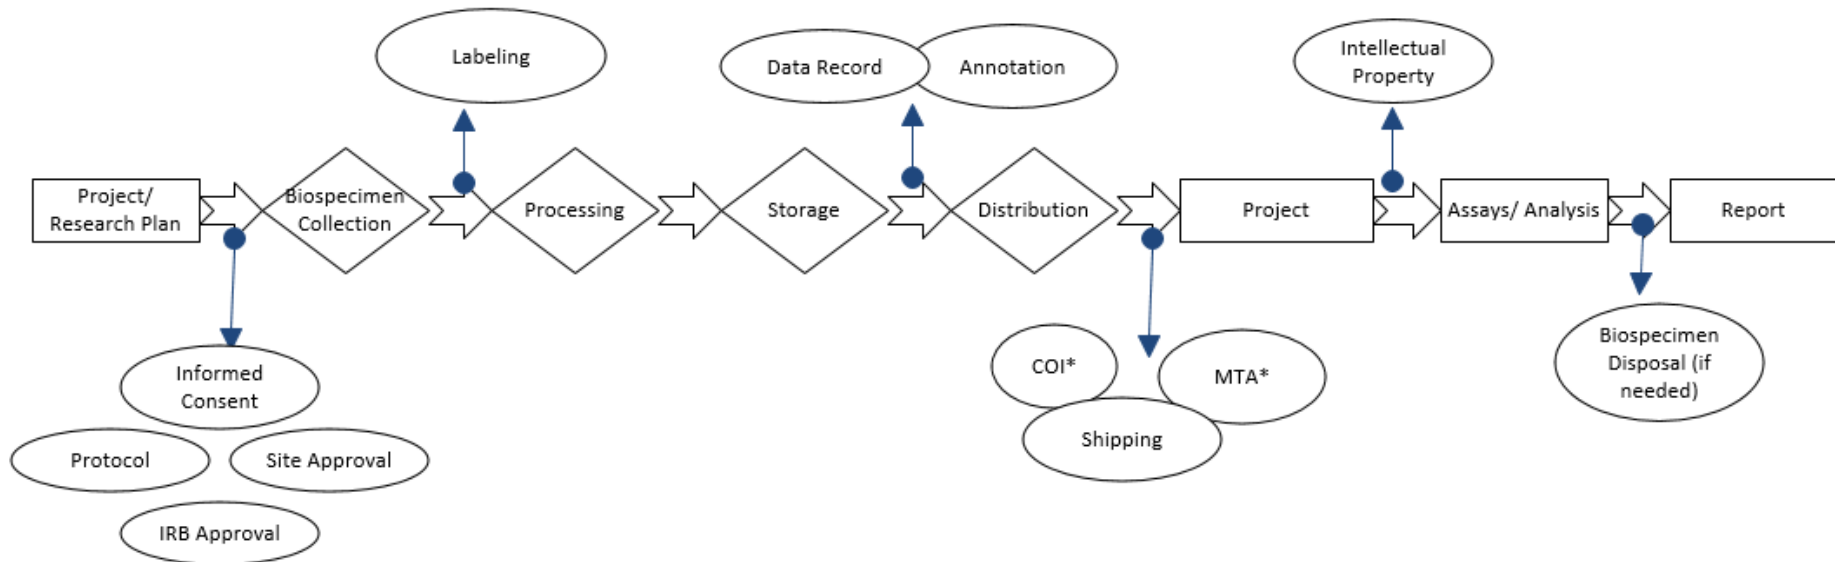 Labeling
Data Record
Annotation
Intellectual
Property
Project/
Research Plan
Biospecimen
Collection
Processing
Storage
Distribution
Project
Assays/ Analysis
Report
Informed
Consent
Protocol
Site Approval
IRB Approval
COI*
MTA*
Shipping
Biospecimen
Disposal (if
needed)